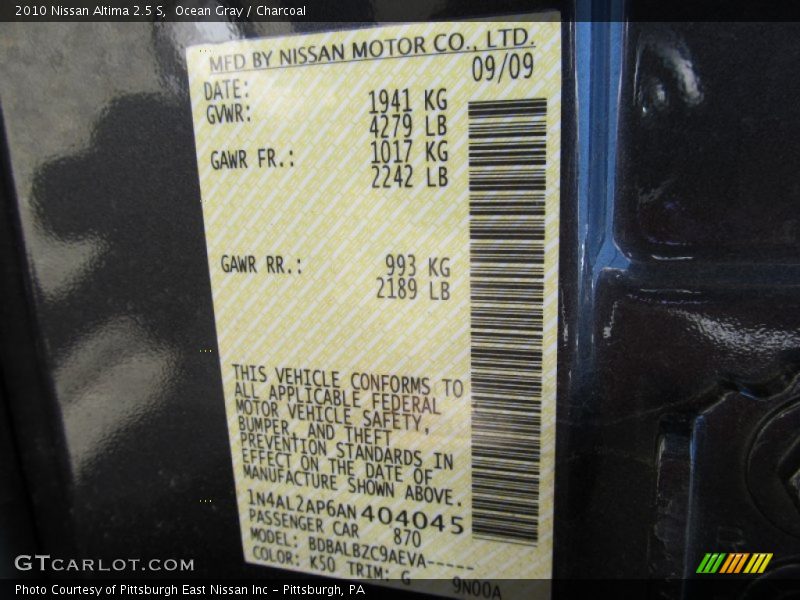 2010 Nissan Altima 2.5 S,  Ocean Gray / Charcoal
MFD BY NISSAN MOTOR CO., LTD.
DATE: 09/09
GVWR: 1941 KG
4279 LB
GAWR FR.: 1017 KG
2242 LB
GAWR RR.: 993 KG
2189 LB
THIS VEHICLE CONFORMS TO
ALL APPLICABLE FEDERAL
MOTOR VEHICLE SAFETY,
BUMPER, AND THEFT
PREVENTION STANDARDS IN
EFFECT ON THE DATE OF
MANUFACTURE SHOWN ABOVE.
1N4AL2AP6AN404045
PASSENGER CAR 870
MODEL: BDBALBZC9AEVA-----
COLOR: K50 TRIM: G 9N00A
GTCARLOT.COM
Photo Courtesy of Pittsburgh East Nissan Inc - Pittsburgh, PA